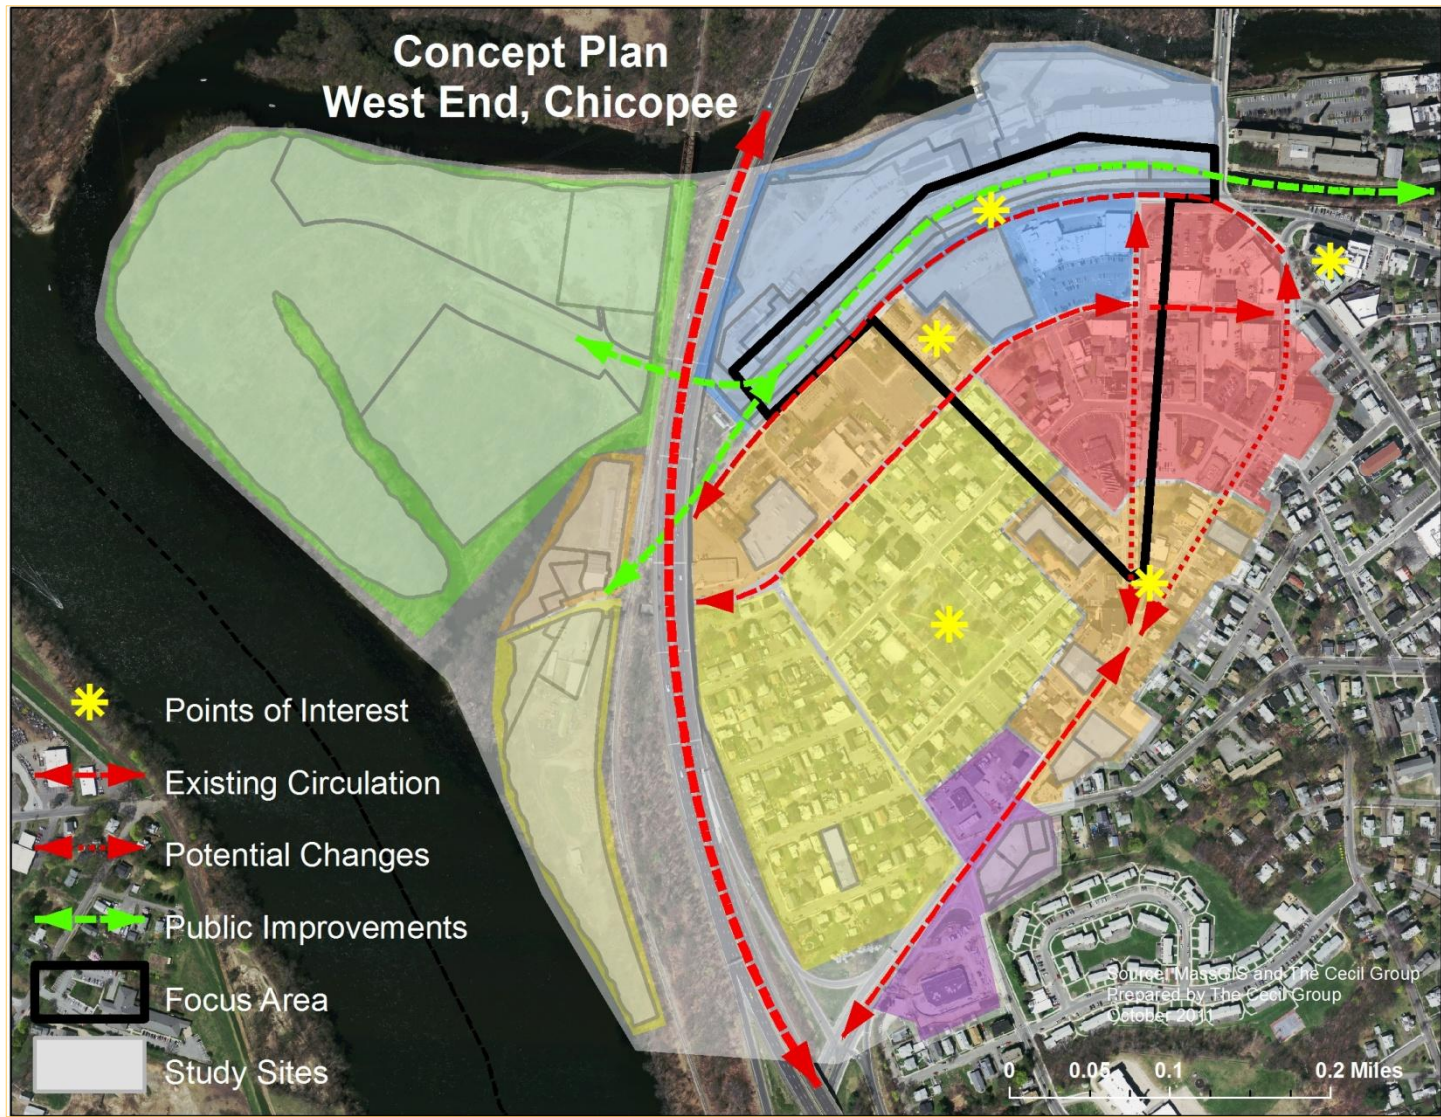 Concept Plan
West End, Chicopee
Points of Interest
Existing Circulation
Potential Changes
Public Improvements
Focus Area
Study Sites
Source: MassGIS and The Cecil Group
Prepared by The Cecil Group
October 2011
0 0.05 0.1 0.2 Miles